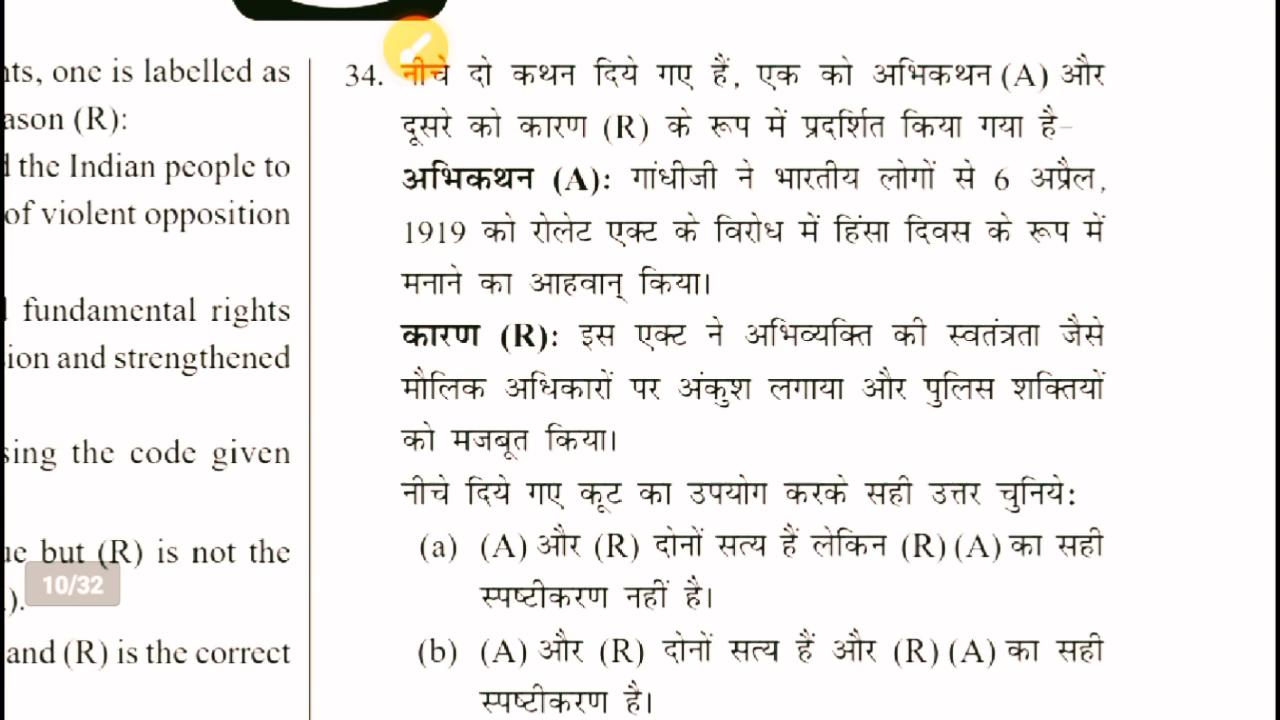 nts, one is labelled as
ason (R):
d the Indian people to
of violent opposition
l fundamental rights
ion and strengthened
sing the code given
ue but (R) is not the
10/32
).
and (R) is the correct
34. नीचे दो कथन दिये गए हैं, एक को अभिकथन (A) और
दूसरे को कारण (R) के रूप में प्रदर्शित किया गया है–
अभिकथन (A): गांधीजी ने भारतीय लोगों से 6 अप्रैल,
1919 को रोलेट एक्ट के विरोध में हिंसा दिवस के रूप में
मनाने का आहवान् किया।
कारण (R): इस एक्ट ने अभिव्यक्ति की स्वतंत्रता जैसे
मौलिक अधिकारों पर अंकुश लगाया और पुलिस शक्तियों
को मजबूत किया।
नीचे दिये गए कूट का उपयोग करके सही उत्तर चुनिये:
(a) (A) और (R) दोनों सत्य हैं लेकिन (R) (A) का सही
स्पष्टीकरण नहीं है।
(b) (A) और (R) दोनों सत्य हैं और (R) (A) का सही
स्पष्टीकरण है।